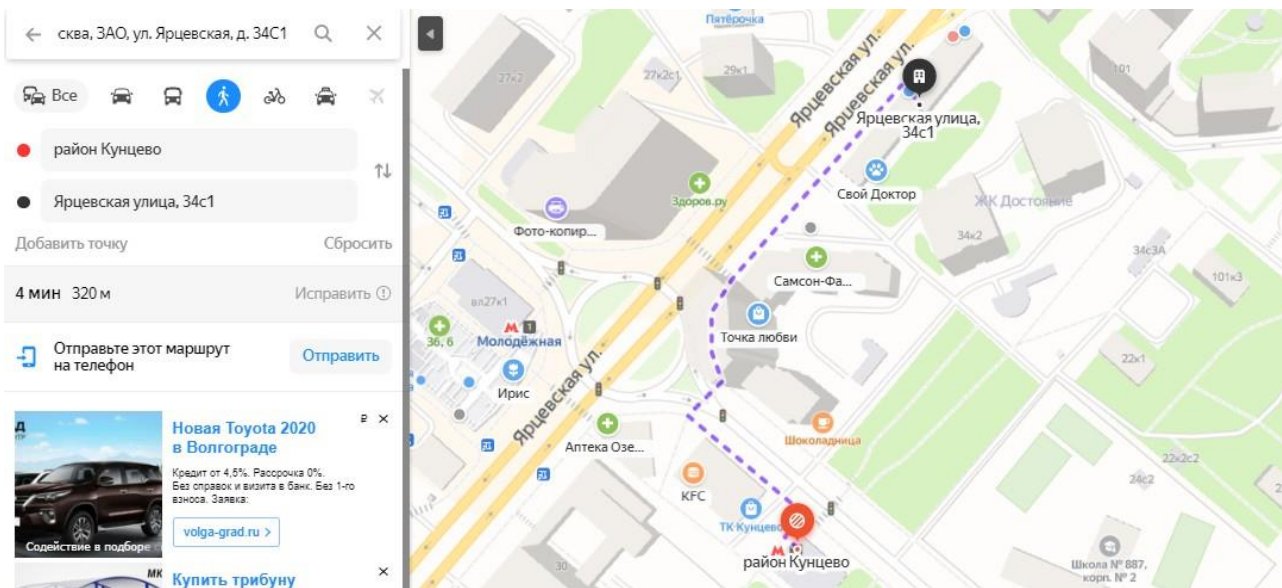 сква, ЗАО, ул. Ярцевская, д. 34С1
Все
район Кунцево
Ярцевская улица, 34с1
Добавить точку
Сбросить
4 мин 320 м
Исправить
Отправьте этот маршрут
на телефон
Отправить
Новая Toyota 2020
в Волгограде
Кредит от 4,5%. Рассрочка 0%.
Без справок и визита в банк. Без 1-го
взноса. Заявка:
volga-grad.ru >
Содействие в подборе
Купить трибуну
Пятёрочка
27к2
27к2с1
29к1
101
Ярцевская ул.
Ярцевская ул.
Ярцевская улица,
34с1
Свой Доктор
ЖК Достояние
Здоров.ру
Фото-копир...
34к2
34с3А
101к3
Самсон-Фа...
вл27к1
36, 6
М 1
Молодёжная
Точка любви
22к1
Ирис
Ярцевская ул.
Аптека Озе...
Шоколадница
22к2с2
24с2
KFC
ТК Кунцево
М
район Кунцево
30
Школа № 887,
корп. № 2